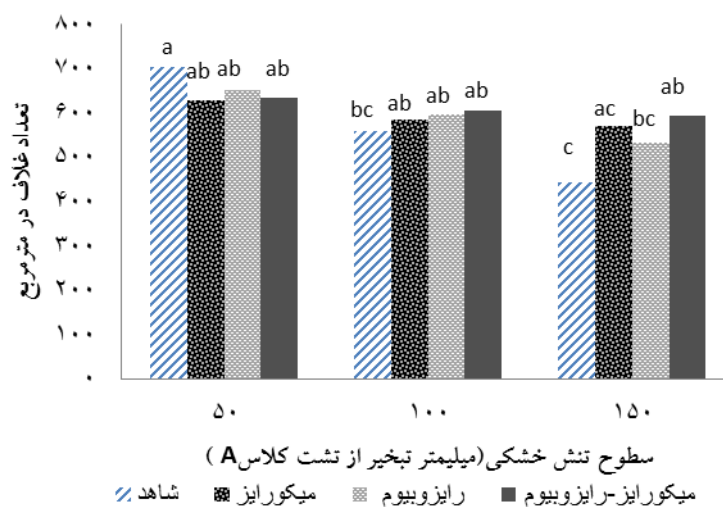 تعداد غلاف در مترمربع
۸۰۰
۷۰۰
۶۰۰
۵۰۰
۴۰۰
۳۰۰
۲۰۰
۱۰۰
۰
a ab ab ab
bc ab ab ab
c ac bc ab
۵۰ ۱۰۰ ۱۵۰
سطوح تنش خشکی(میلیمتر تبخیر از تشت کلاسA )
شاهد میکورایز رایزوبیوم میکورایز-رایزوبیوم